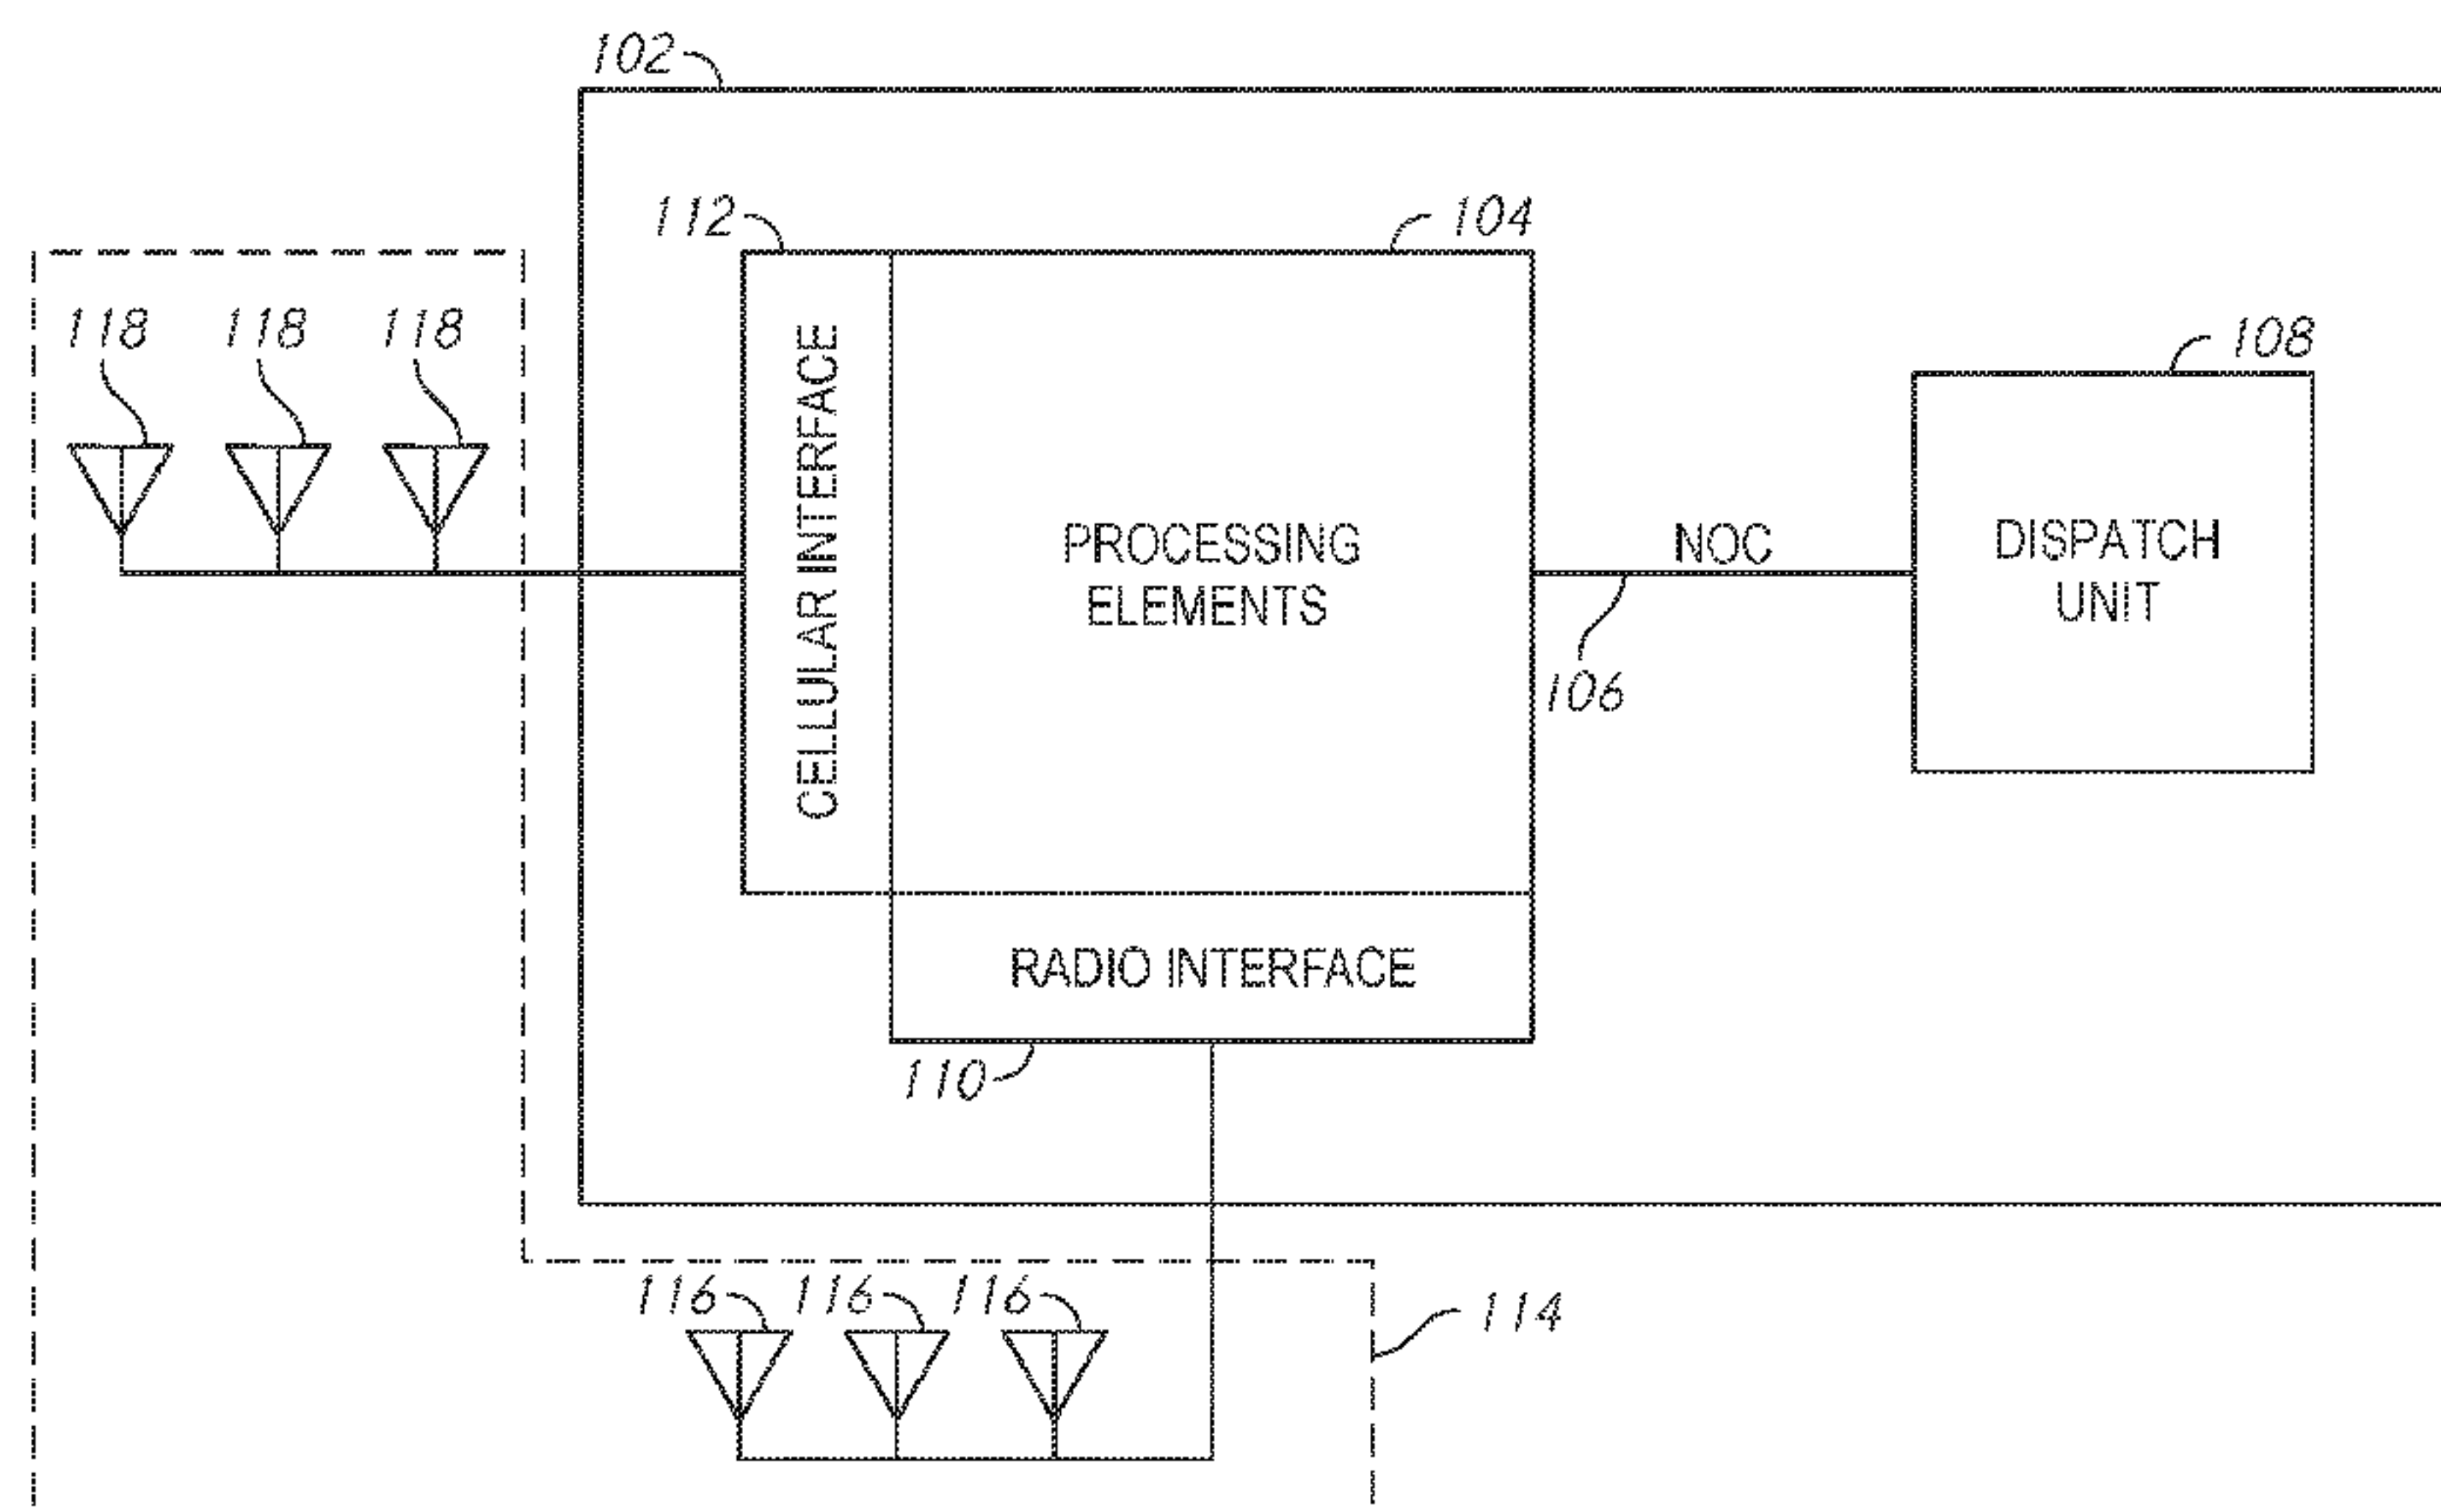 102
112
104
118 118 118
108
CELLULAR INTERFACE
PROCESSING
ELEMENTS
NOC
DISPATCH
UNIT
106
RADIO INTERFACE
110
116 116 116
114